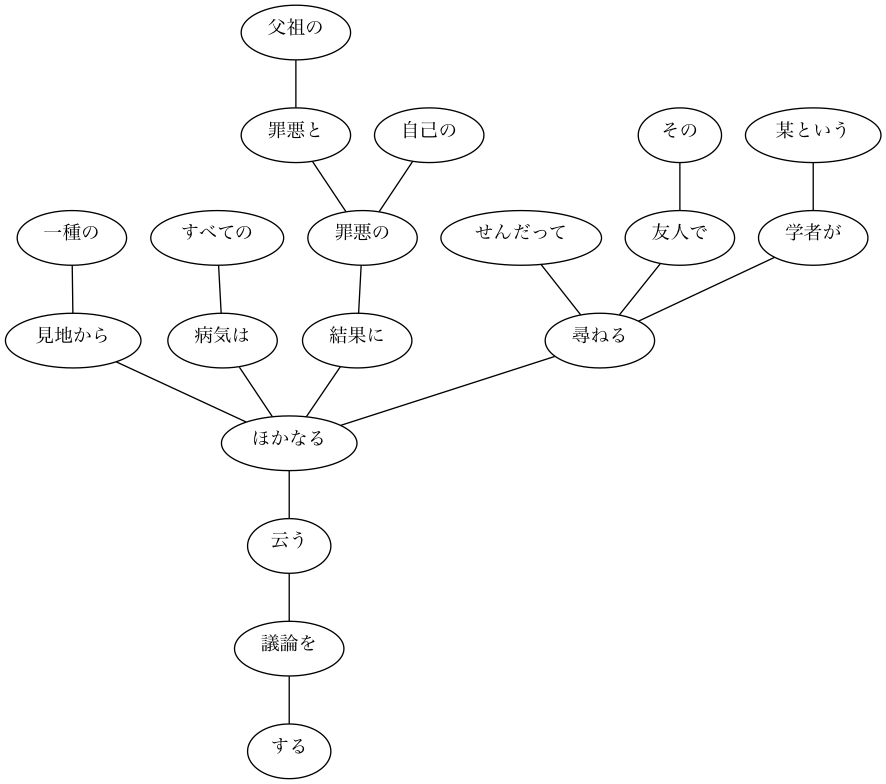 父祖の
罪悪と 自己の その 某という
一種の すべての 罪悪の せんだって 友人で 学者が
見地から 病気は 結果に 尋ねる
ほかなる
云う
議論を
する